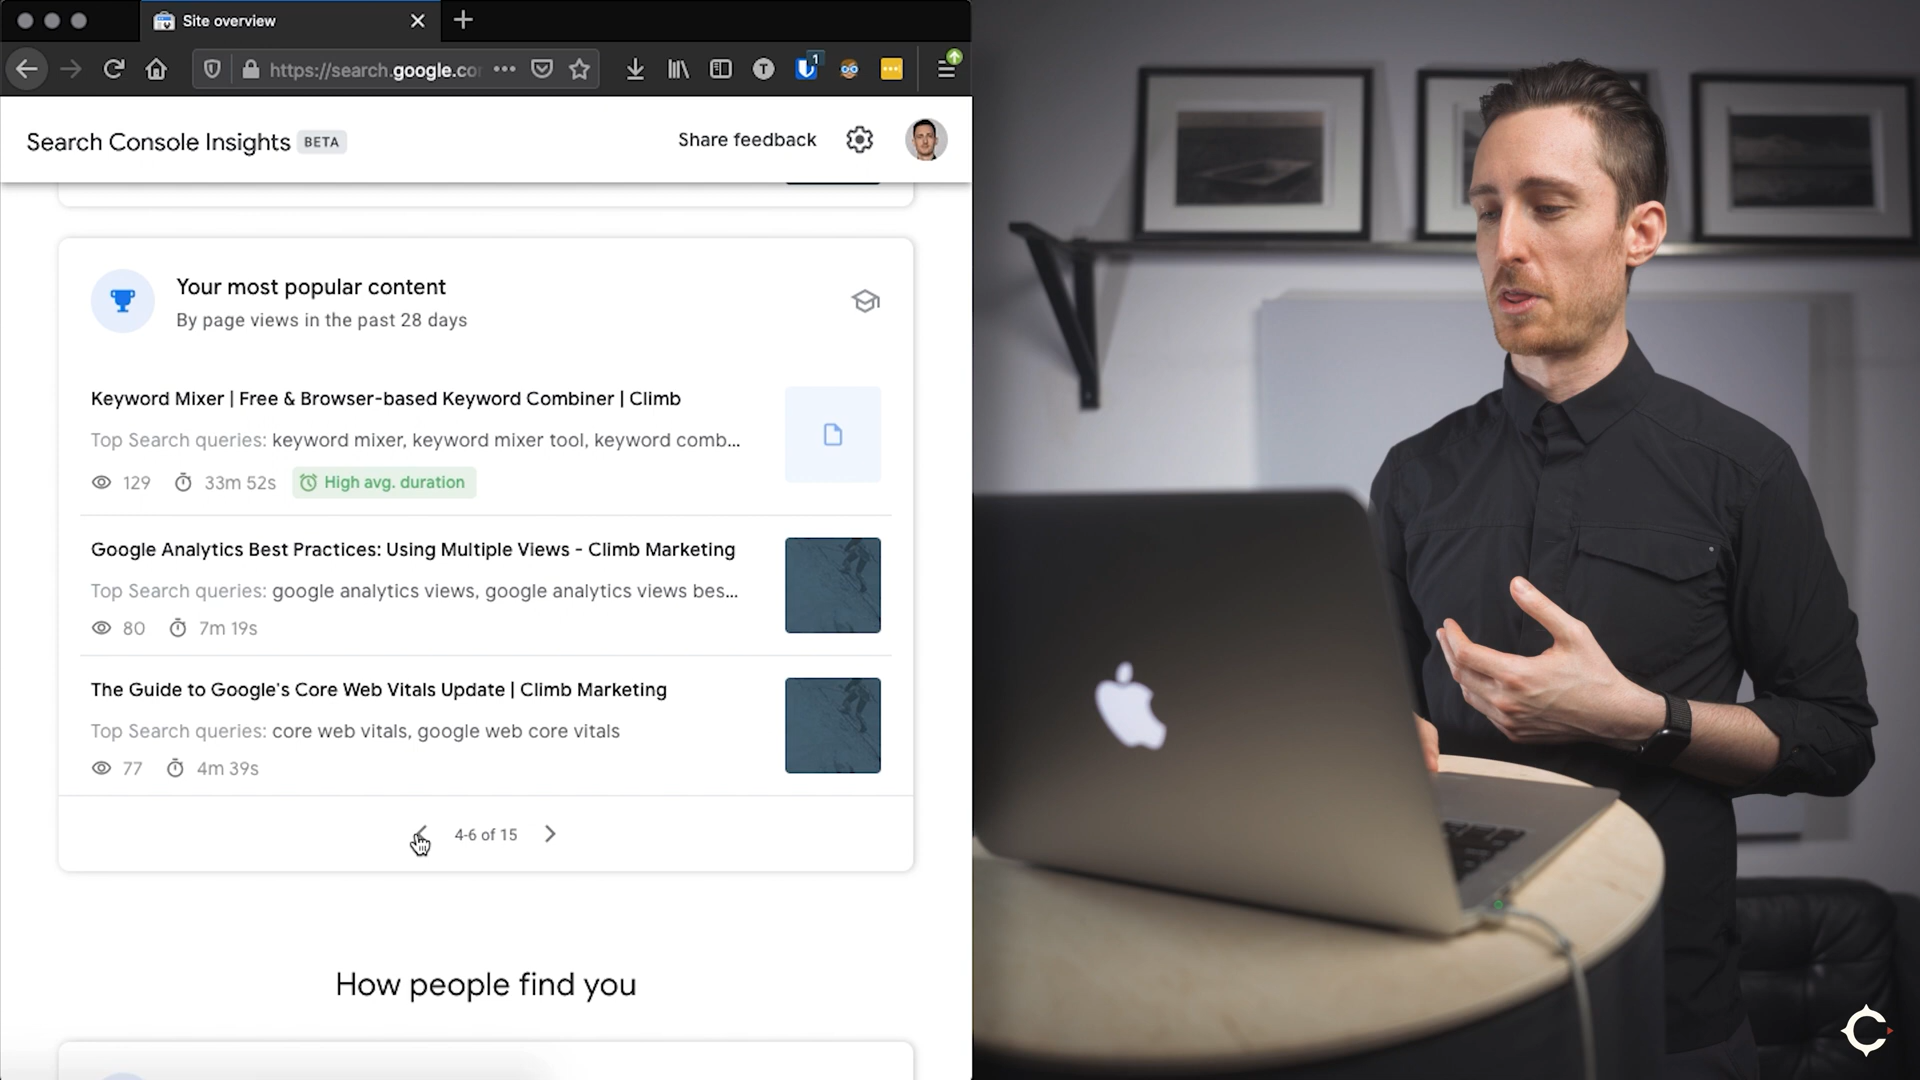 Site overview
https://search.google.co
1
T
Search Console Insights BETA
Share feedback
Your most popular content
By page views in the past 28 days
Keyword Mixer | Free & Browser-based Keyword Combiner | Climb
Top Search queries: keyword mixer, keyword mixer tool, keyword comb...
129 33m 52s High avg. duration
Google Analytics Best Practices: Using Multiple Views - Climb Marketing
Top Search queries: google analytics views, google analytics views bes...
80 7m 19s
The Guide to Google's Core Web Vitals Update | Climb Marketing
Top Search queries: core web vitals, google web core vitals
77 4m 39s
4-6 of 15
How people find you